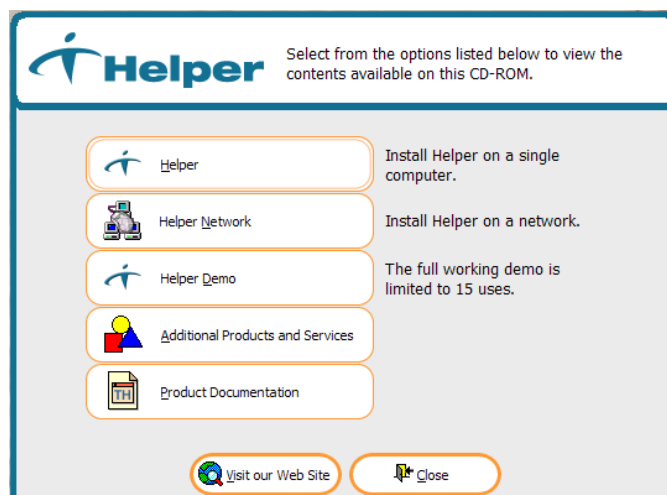 Helper
Select from the options listed below to view the
contents available on this CD-ROM.
Helper
Install Helper on a single
computer.
Helper Network
Install Helper on a network.
Helper Demo
The full working demo is
limited to 15 uses.
Additional Products and Services
TH
Product Documentation
Visit our Web Site
Close